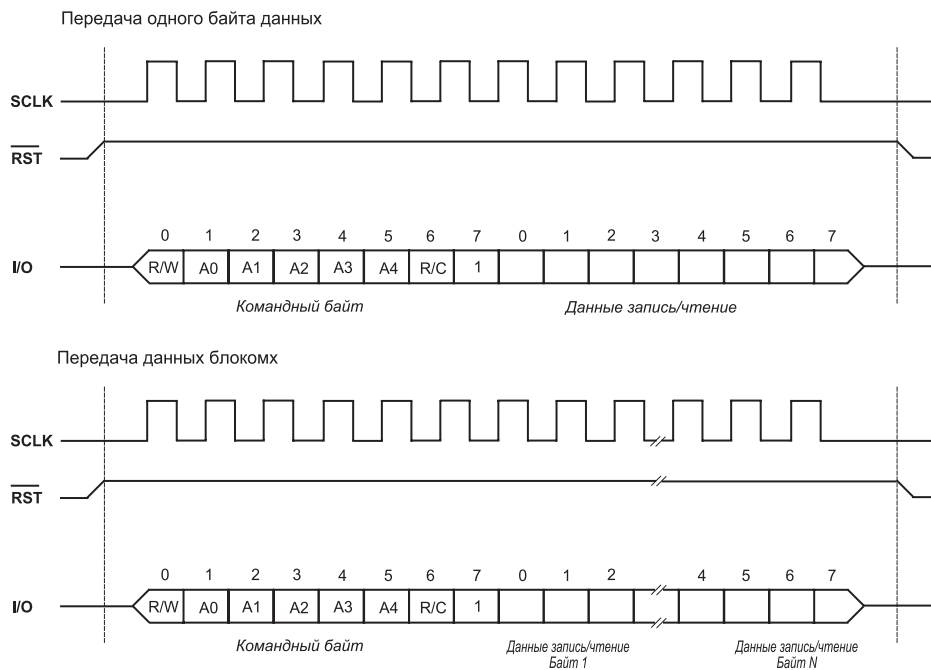 Передача одного байта данных
SCLK
RST
0 1 2 3 4 5 6 7 0 1 2 3 4 5 6 7
I/O R/W A0 A1 A2 A3 A4 R/C 1
Командный байт Данные запись/чтение
Передача данных блокомх
SCLK
RST
0 1 2 3 4 5 6 7 0 1 2 4 5 6 7
I/O R/W A0 A1 A2 A3 A4 R/C 1
Командный байт Данные запись/чтение Данные запись/чтение
Байт 1 Байт N